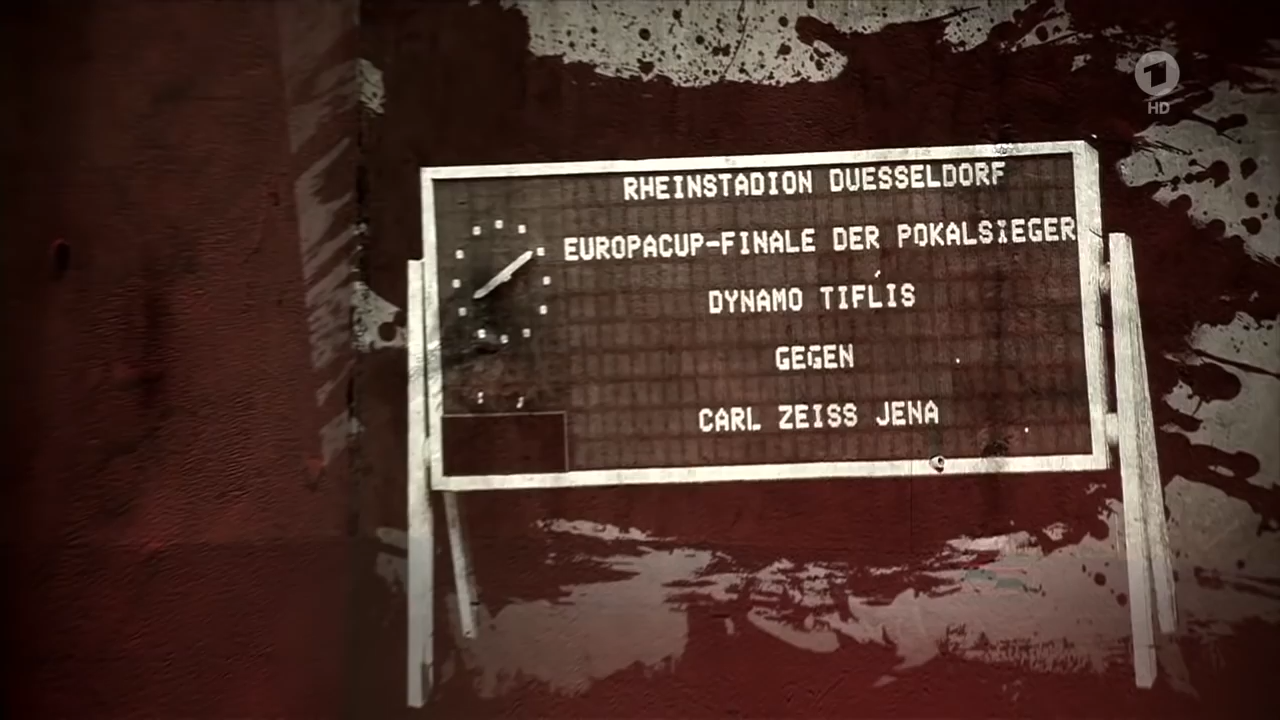 1
HD
RHEINSTADION DUESSELDORF
EUROPACUP-FINALE DER POKALSIEGER
DYNAMO TIFLIS
GEGEN
CARL ZEISS JENA